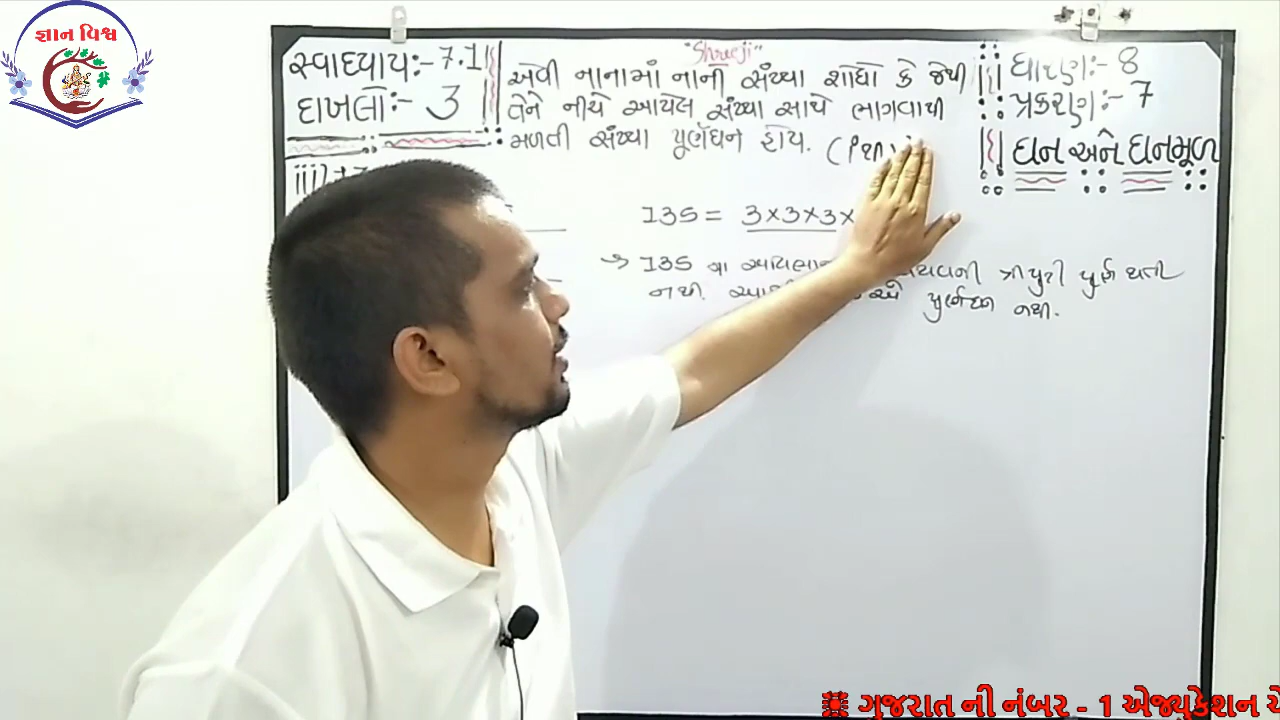 જ્ઞાન વિશ્વ
સ્વાધ્યાય:- 7.1
દાખલો:- 3
"Shreeji"
એવી નાનામાં નાની સંખ્યા શોધો કે જેથી
તેને નીચે આપેલ સંખ્યા સાથે ભાગવાથી
મળતી સંખ્યા પૂર્ણઘન હોય.
ધોરણ:- 8
પ્રકરણ:- 7
ઘન અને ઘનમૂળ
135 = 3×3×3×
→ 135 ના ત્રીપુટી પુર્ણ થતી
નથી. પુર્ણઘન નથી.
ગુજરાત ની નંબર - 1 એજ્યુકેશન